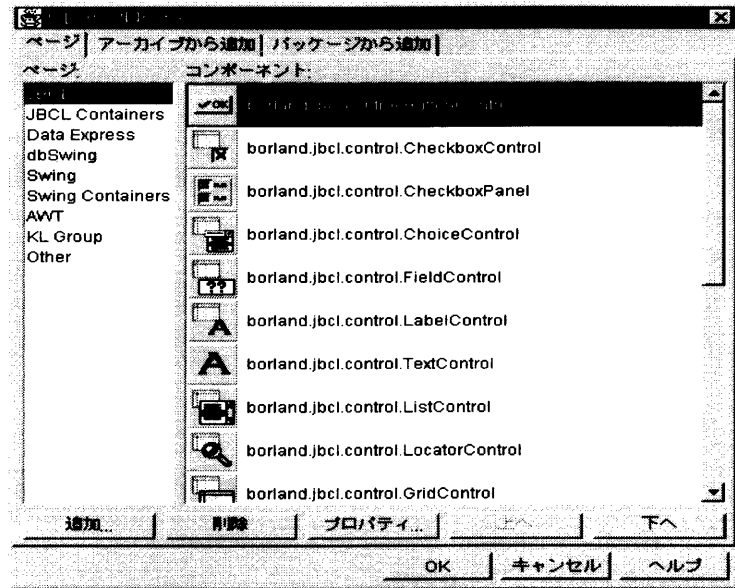 ページ アーカイブから追加 パッケージから追加
ページ: コンポーネント:
JBCL Containers
Data Express
dbSwing
Swing
Swing Containers
AWT
KL Group
Other
OK
borland.jbcl.control.CheckboxControl
borland.jbcl.control.CheckboxPanel
borland.jbcl.control.ChoiceControl
??
borland.jbcl.control.FieldControl
A
borland.jbcl.control.LabelControl
A
borland.jbcl.control.TextControl
borland.jbcl.control.ListControl
borland.jbcl.control.LocatorControl
borland.jbcl.control.GridControl
追加... 削除 プロパティ... 上へ 下へ
OK キャンセル ヘルプ